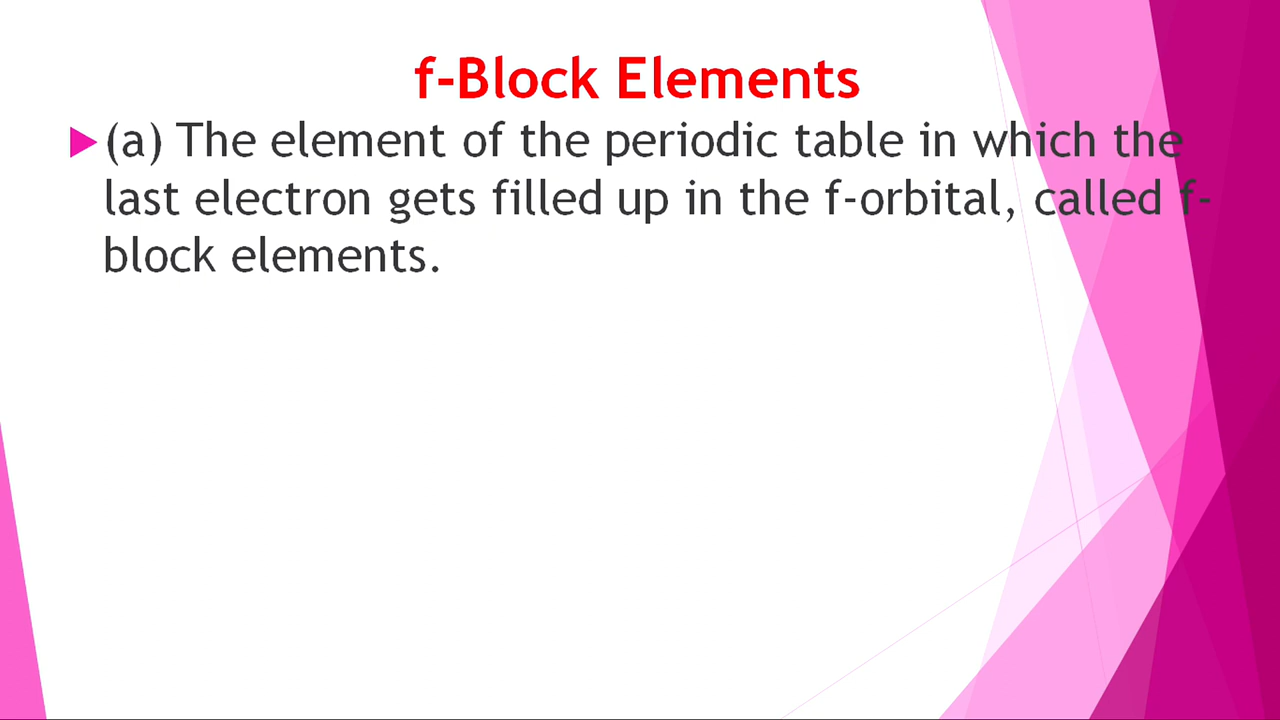 f-Block Elements
(a) The element of the periodic table in which the
last electron gets filled up in the f-orbital, called f-
block elements.